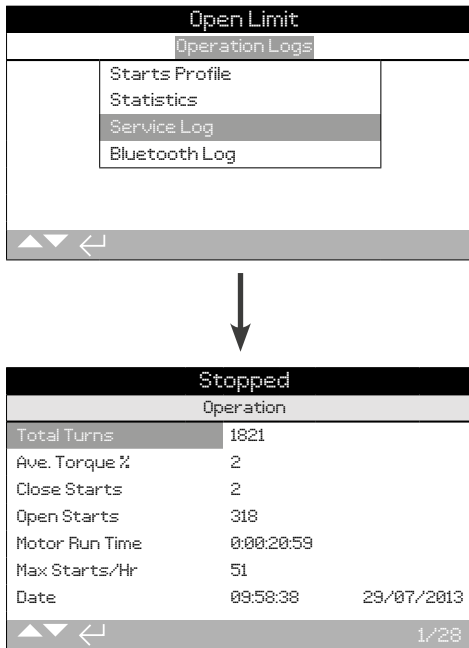 Open Limit
Operation Logs
Starts Profile
Statistics
Service Log
Bluetooth Log
Stopped
Operation
Total Turns 1821
Ave. Torque % 2
Close Starts 2
Open Starts 318
Motor Run Time 0:00:20:59
Max Starts/Hr 51
Date 09:58:38 29/07/2013
1/28